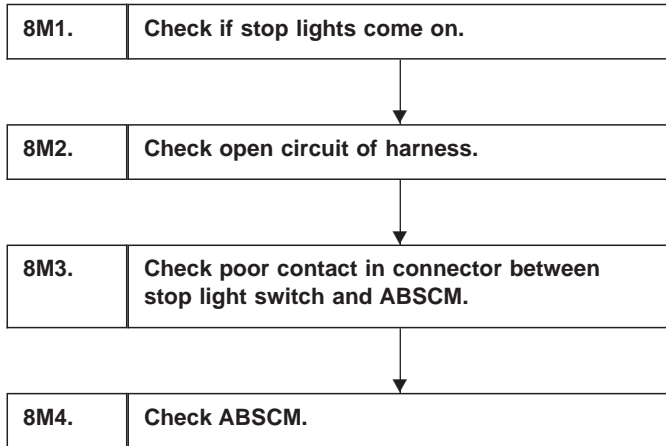 8M1. Check if stop lights come on.
8M2. Check open circuit of harness.
8M3. Check poor contact in connector between
stop light switch and ABSCM.
8M4. Check ABSCM.